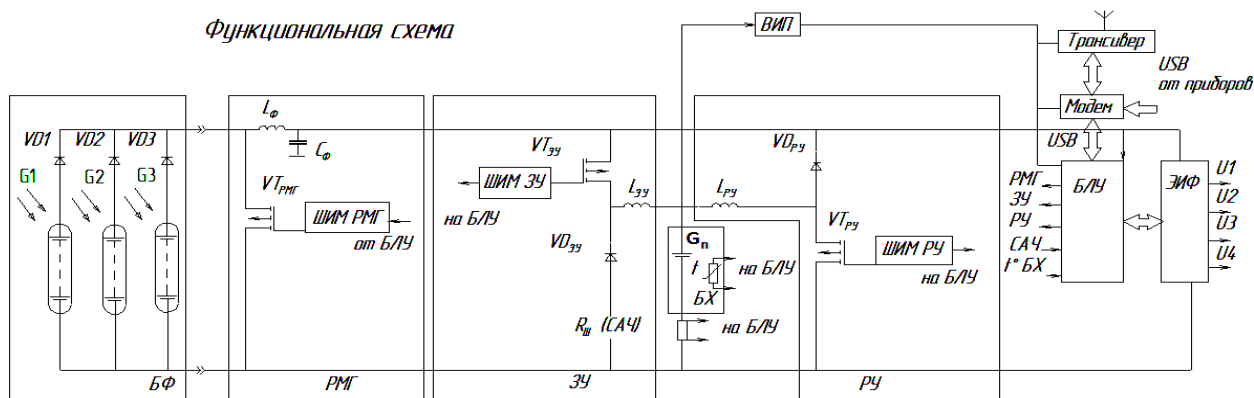 Функциональная схема
ВИП
Трансивер
USB
от приборов
Модем
USB
VD1
VD2
VD3
G1
G2
G3
БФ
LФ
CФ
VTРМГ
ШИМ РМГ
от БЛУ
РМГ
VTЗУ
ШИМ ЗУ
на БЛУ
LЗУ
VDЗУ
RШ (САЧ)
ЗУ
LРУ
Gn
t
БХ
на БЛУ
на БЛУ
VDРУ
VTРУ
ШИМ РУ
на БЛУ
РУ
РМГ
ЗУ
РУ
САЧ
t° БХ
БЛУ
ЭИФ
U1
U2
U3
U4